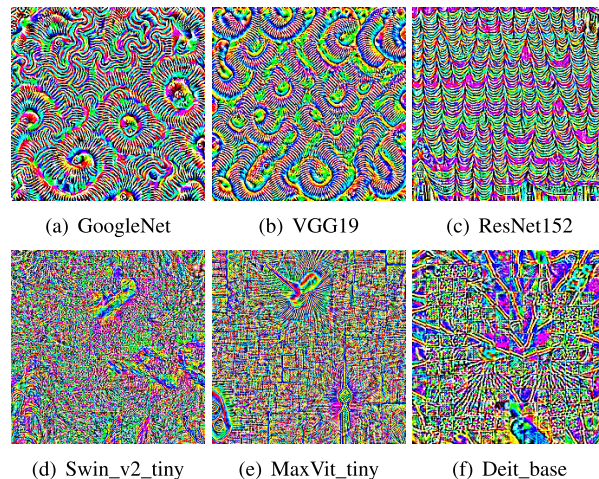 (a) GoogleNet
(b) VGG19
(c) ResNet152
(d) Swin_v2_tiny
(e) MaxVit_tiny
(f) Deit_base